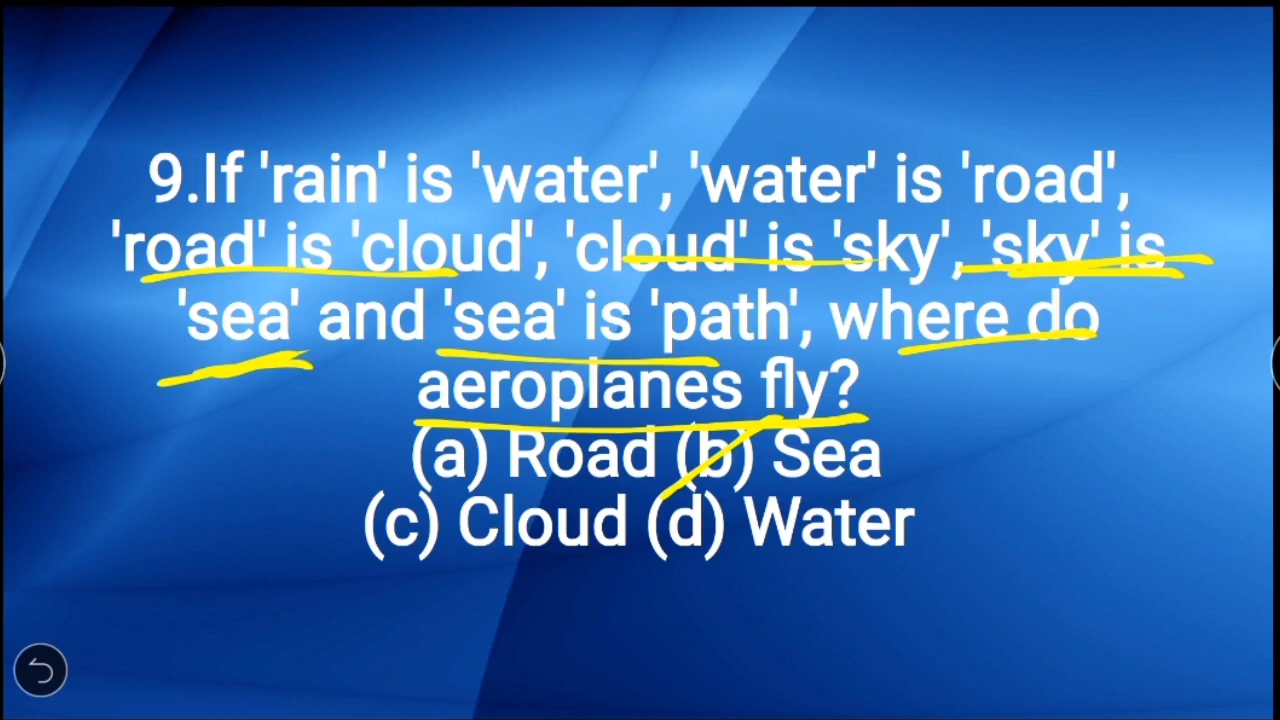 9.If 'rain' is 'water', 'water' is 'road',
'road' is 'cloud', 'cloud' is 'sky', 'sky' is
'sea' and 'sea' is 'path', where do
aeroplanes fly?
(a) Road (b) Sea
(c) Cloud (d) Water